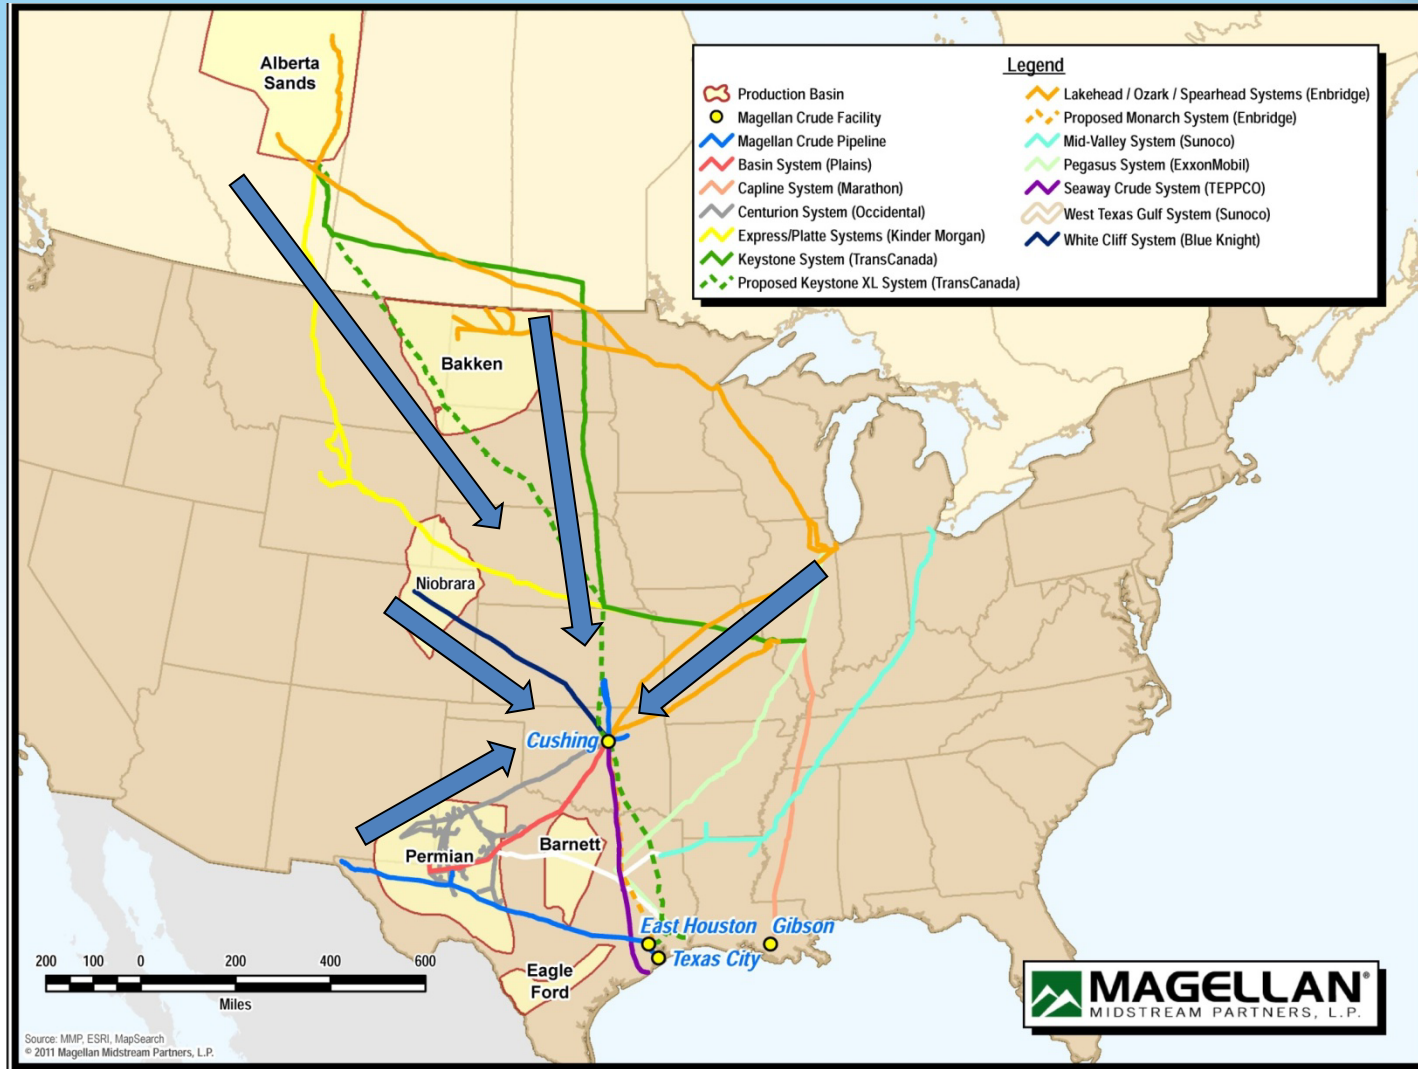 Alberta
Sands
Legend
Production Basin
Magellan Crude Facility
Magellan Crude Pipeline
Basin System (Plains)
Capline System (Marathon)
Centurion System (Occidental)
Express/Platte Systems (Kinder Morgan)
Keystone System (TransCanada)
Proposed Keystone XL System (TransCanada)
Lakehead / Ozark / Spearhead Systems (Enbridge)
Proposed Monarch System (Enbridge)
Mid-Valley System (Sunoco)
Pegasus System (ExxonMobil)
Seaway Crude System (TEPPCO)
West Texas Gulf System (Sunoco)
White Cliff System (Blue Knight)
Bakken
Niobrara
Cushing
Permian
Barnett
East Houston
Gibson
Texas City
Eagle
Ford
200 100 0 200 400 600
Miles
MAGELLAN®
MIDSTREAM PARTNERS, L.P.
Source: MMP, ESRI, MapSearch
© 2011 Magellan Midstream Partners, L.P.